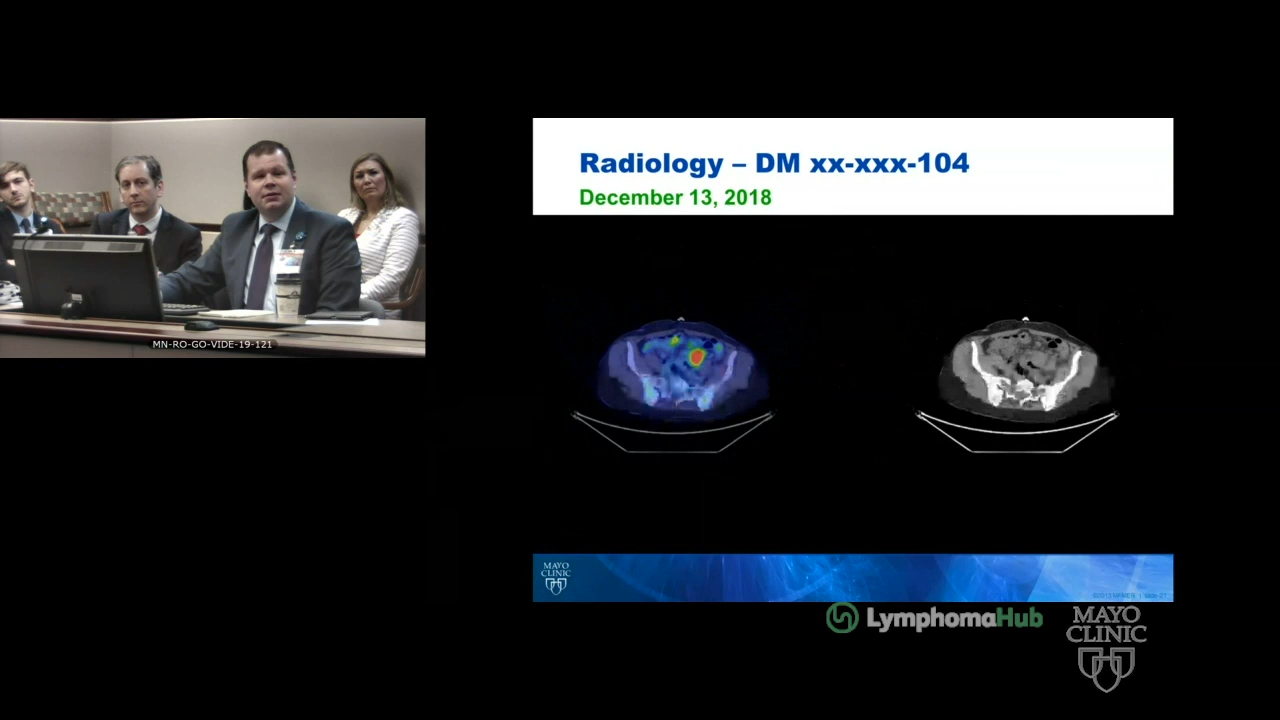 Radiology – DM xx-xxx-104
December 13, 2018
MN-RO-GO-VIDE-19-121
MAYO
CLINIC
LymphomaHub
MAYO
CLINIC